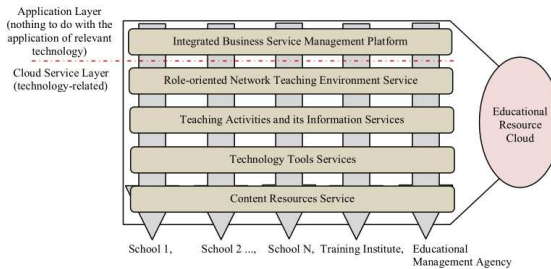 Application Layer
(nothing to do with the
application of relevant
technology)
Cloud Service Layer
(technology-related)
Integrated Business Service Management Platform
Role-oriented Network Teaching Environment Service
Teaching Activities and its Information Services
Technology Tools Services
Content Resources Service
Educational
Resource
Cloud
School 1, School 2 ..., School N, Training Institute, Educational
Management Agency